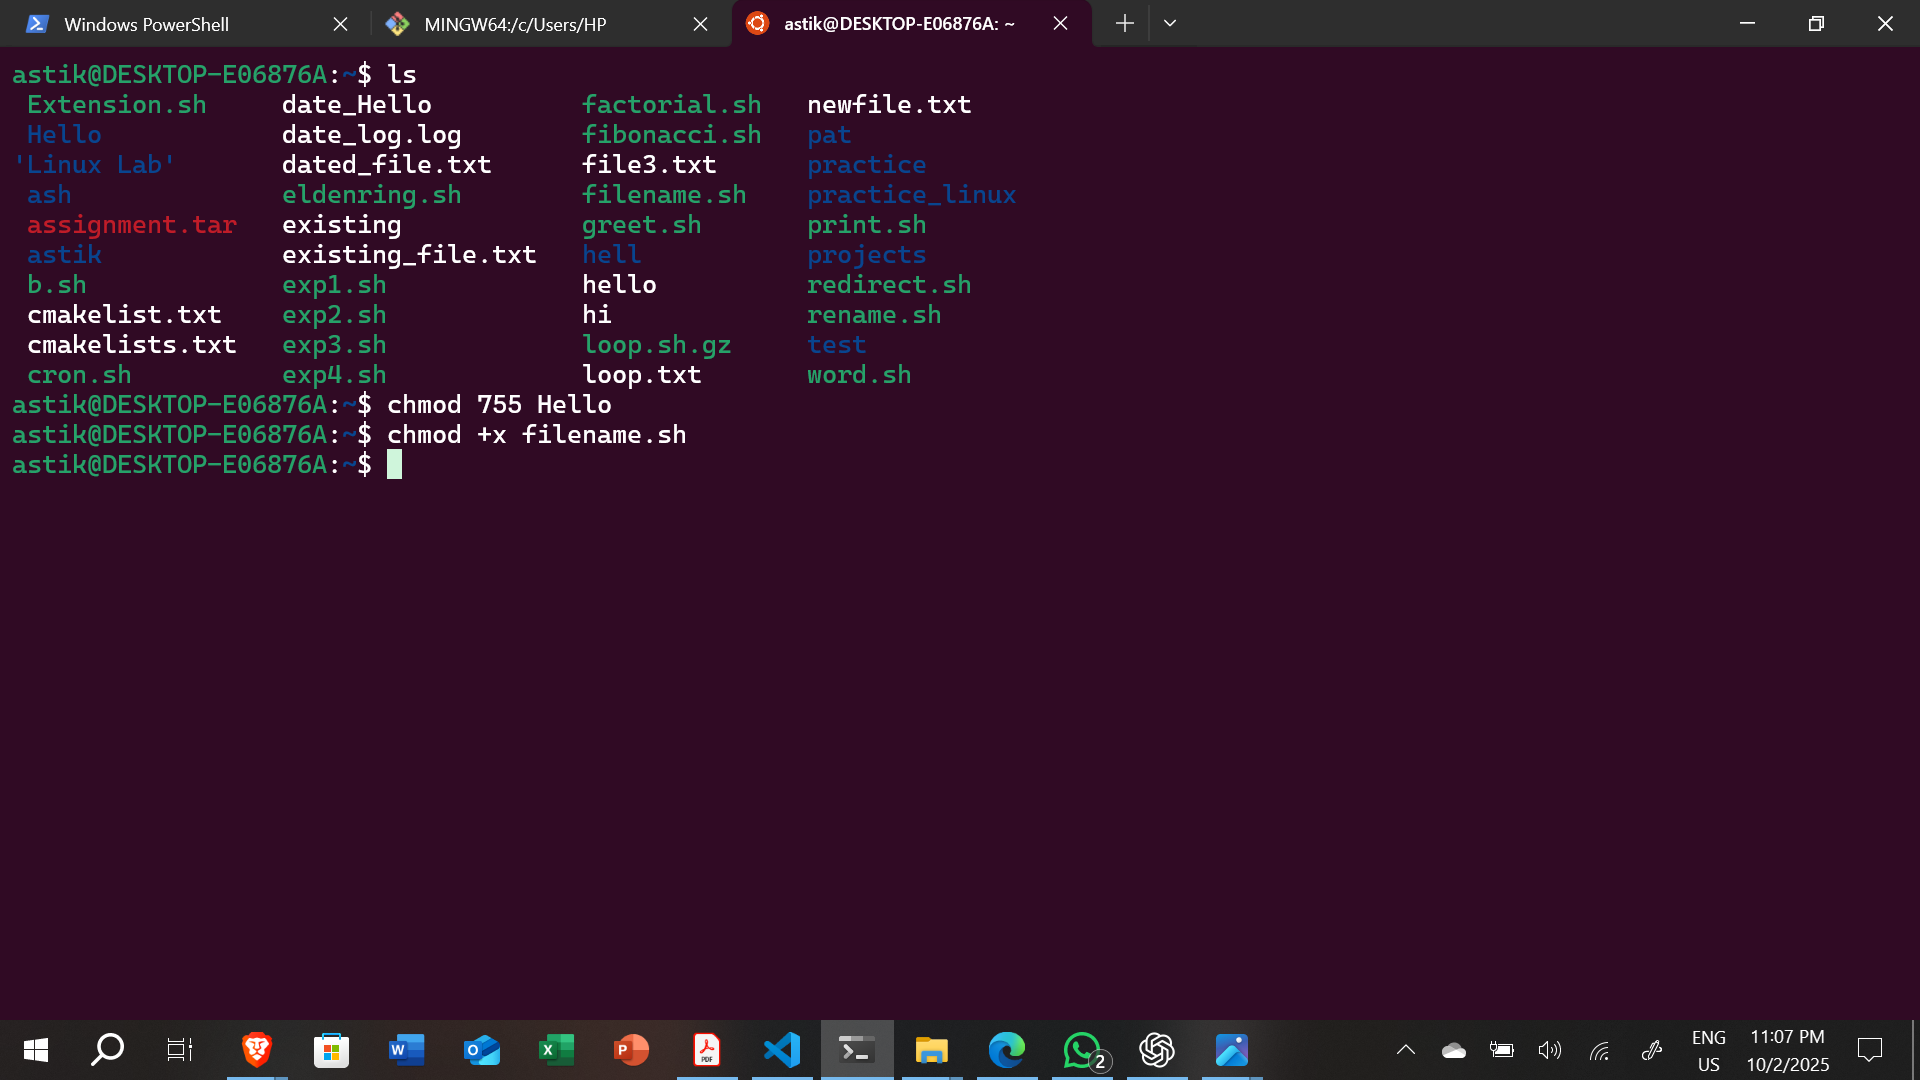 Windows PowerShell MINGW64:/c/Users/HP astik@DESKTOP-E06876A: ~
astik@DESKTOP-E06876A:~$ ls
Extension.sh date_Hello factorial.sh newfile.txt
Hello date_log.log fibonacci.sh pat
'Linux Lab' dated_file.txt file3.txt practice
ash eldenring.sh filename.sh practice_linux
assignment.tar existing greet.sh print.sh
astik existing_file.txt hell projects
b.sh exp1.sh hello redirect.sh
cmakelist.txt exp2.sh hi rename.sh
cmakelists.txt exp3.sh loop.sh.gz test
cron.sh exp4.sh loop.txt word.sh
astik@DESKTOP-E06876A:~$ chmod 755 Hello
astik@DESKTOP-E06876A:~$ chmod +x filename.sh
astik@DESKTOP-E06876A:~$
W O X P PDF 2 ENG 11:07 PM
US 10/2/2025